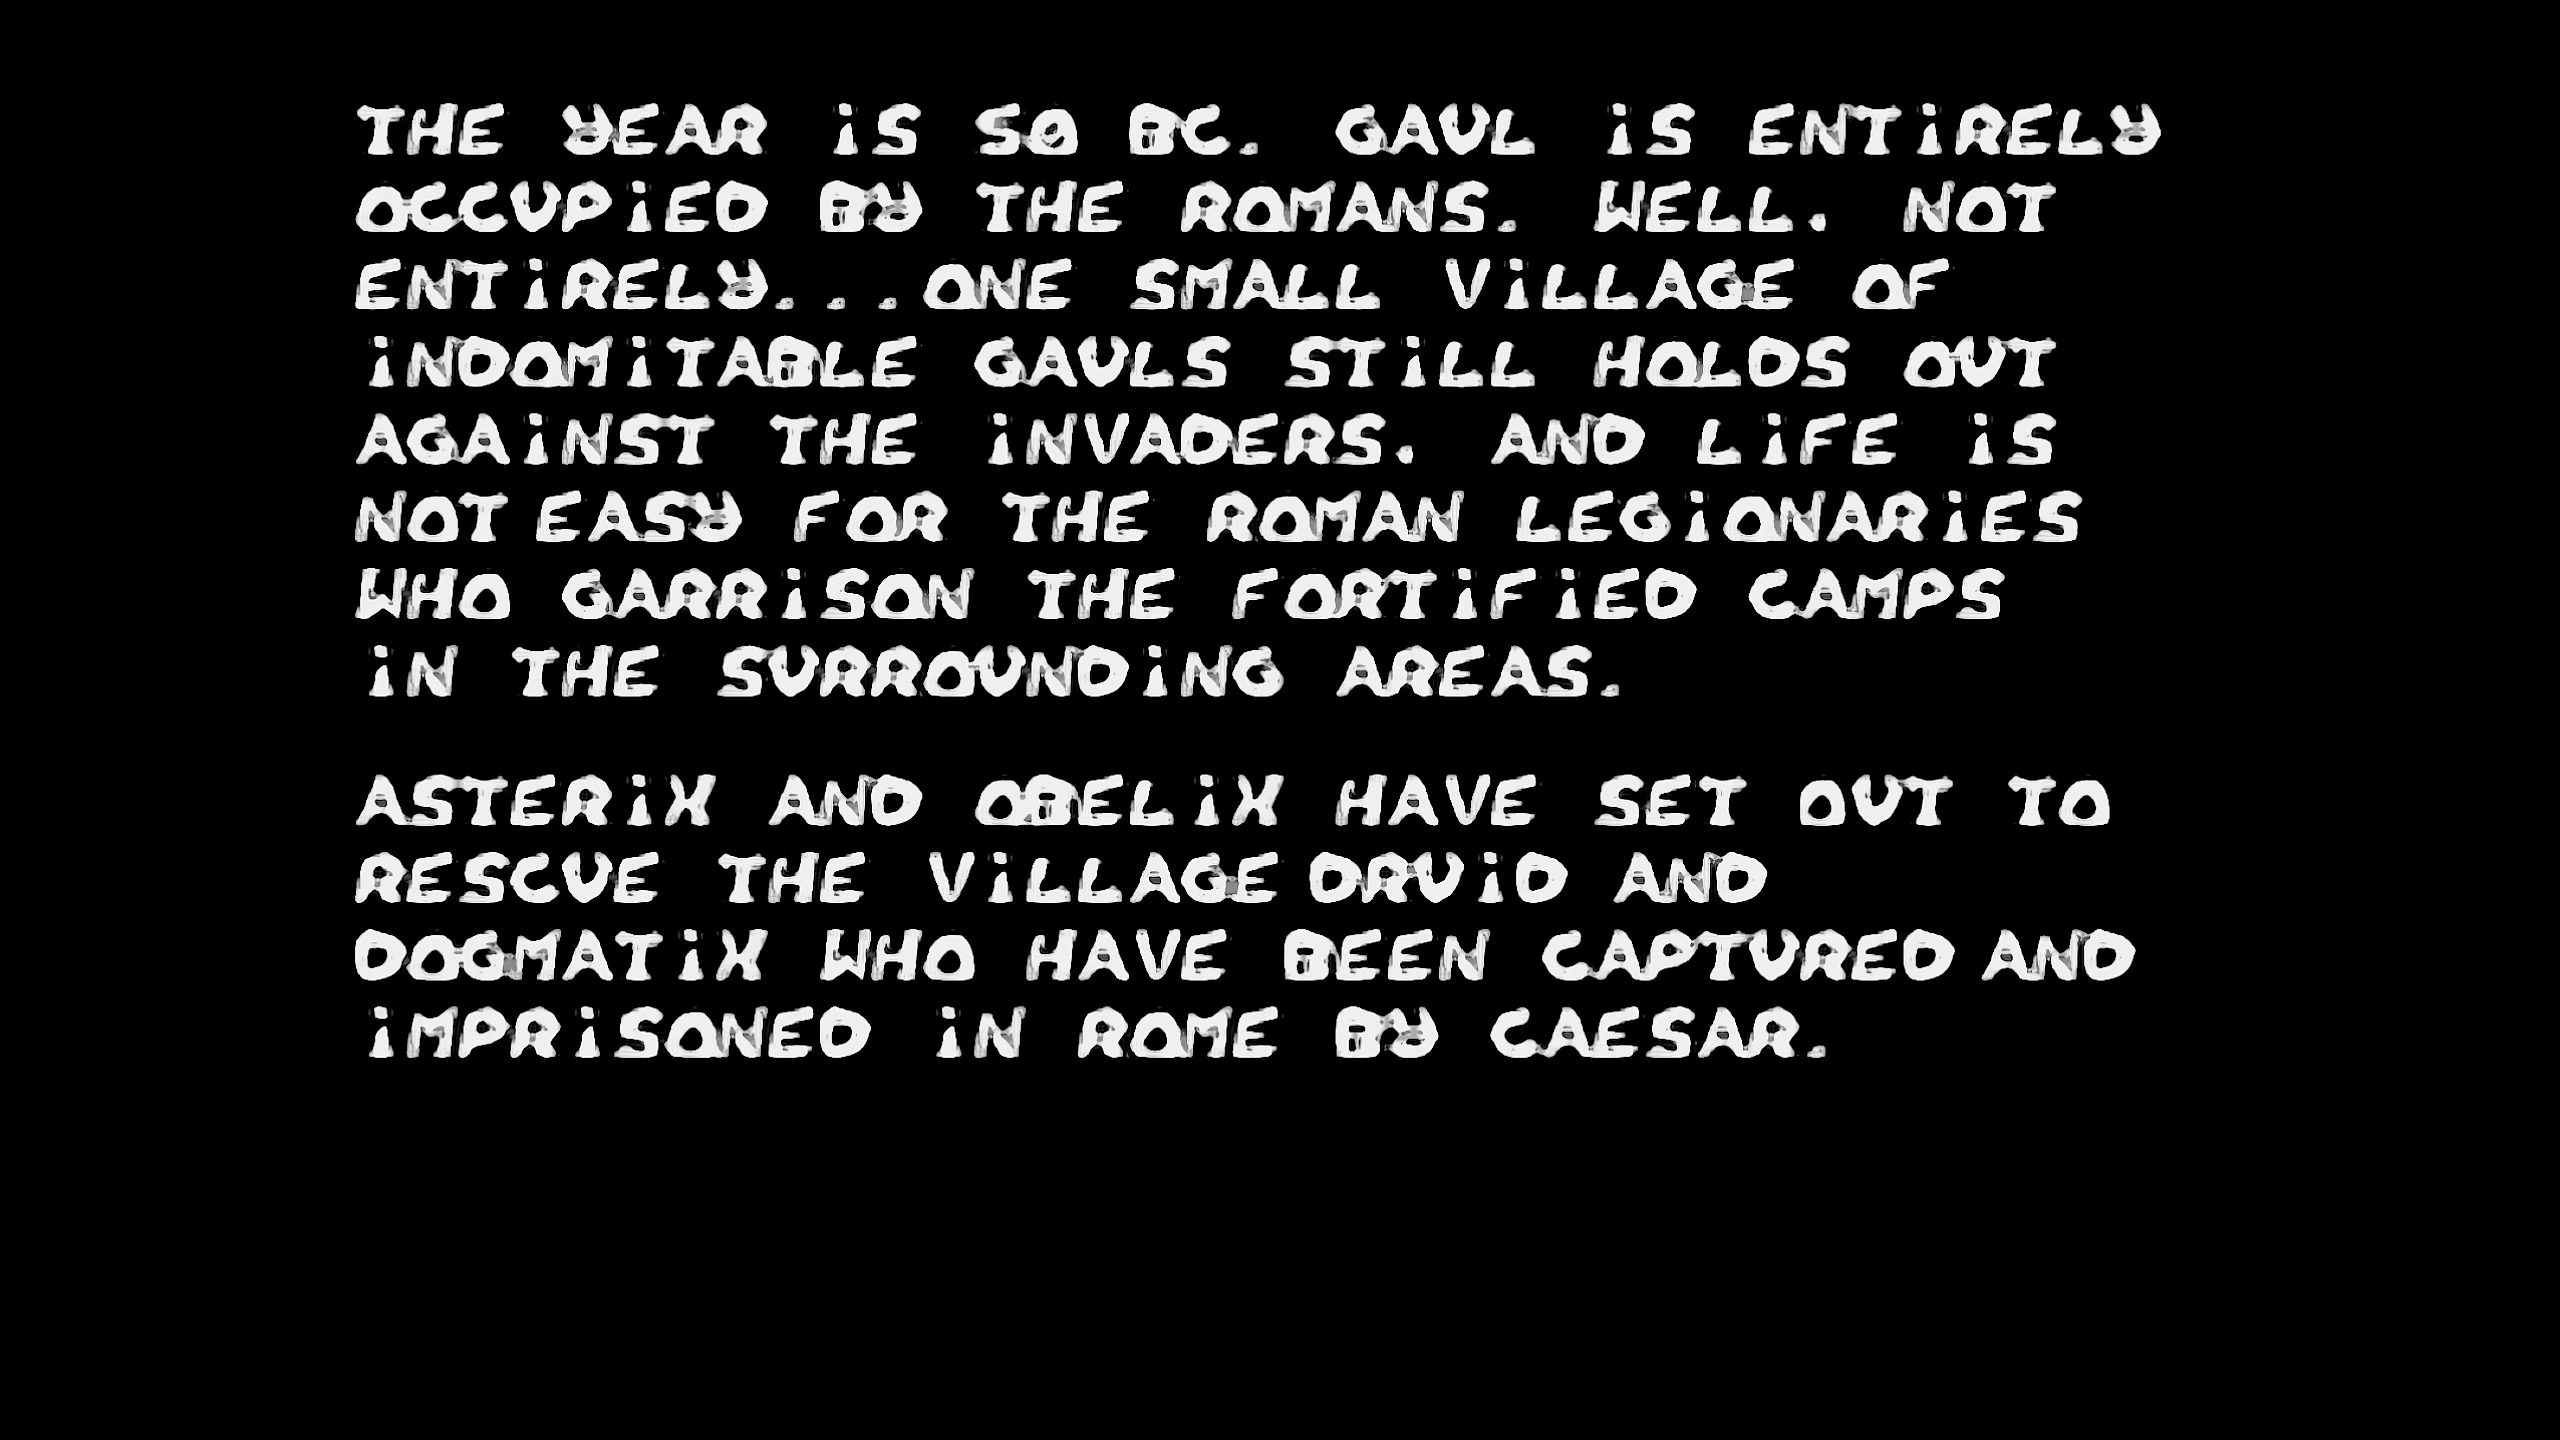 THE YEAR iS 50 BC. GAUL iS ENTiRELY
OCCUPiED BY THE ROMANS. WELL. NOT
ENTiRELY...ONE SMALL ViLLAGE OF
iNDOMiTABLE GAULS STiLL HOLDS OUT
AGAiNST THE iNVADERS. AND LiFE iS
NOT EASY FOR THE ROMAN LEGiONARiES
WHO GARRiSON THE FORTiFiED CAMPS
iN THE SURROUNDiNG AREAS.
ASTERiX AND OBELiX HAVE SET OUT TO
RESCUE THE ViLLAGE DRUiD AND
DOGMATiX WHO HAVE BEEN CAPTURED AND
iMPRiSONED iN ROME BY CAESAR.